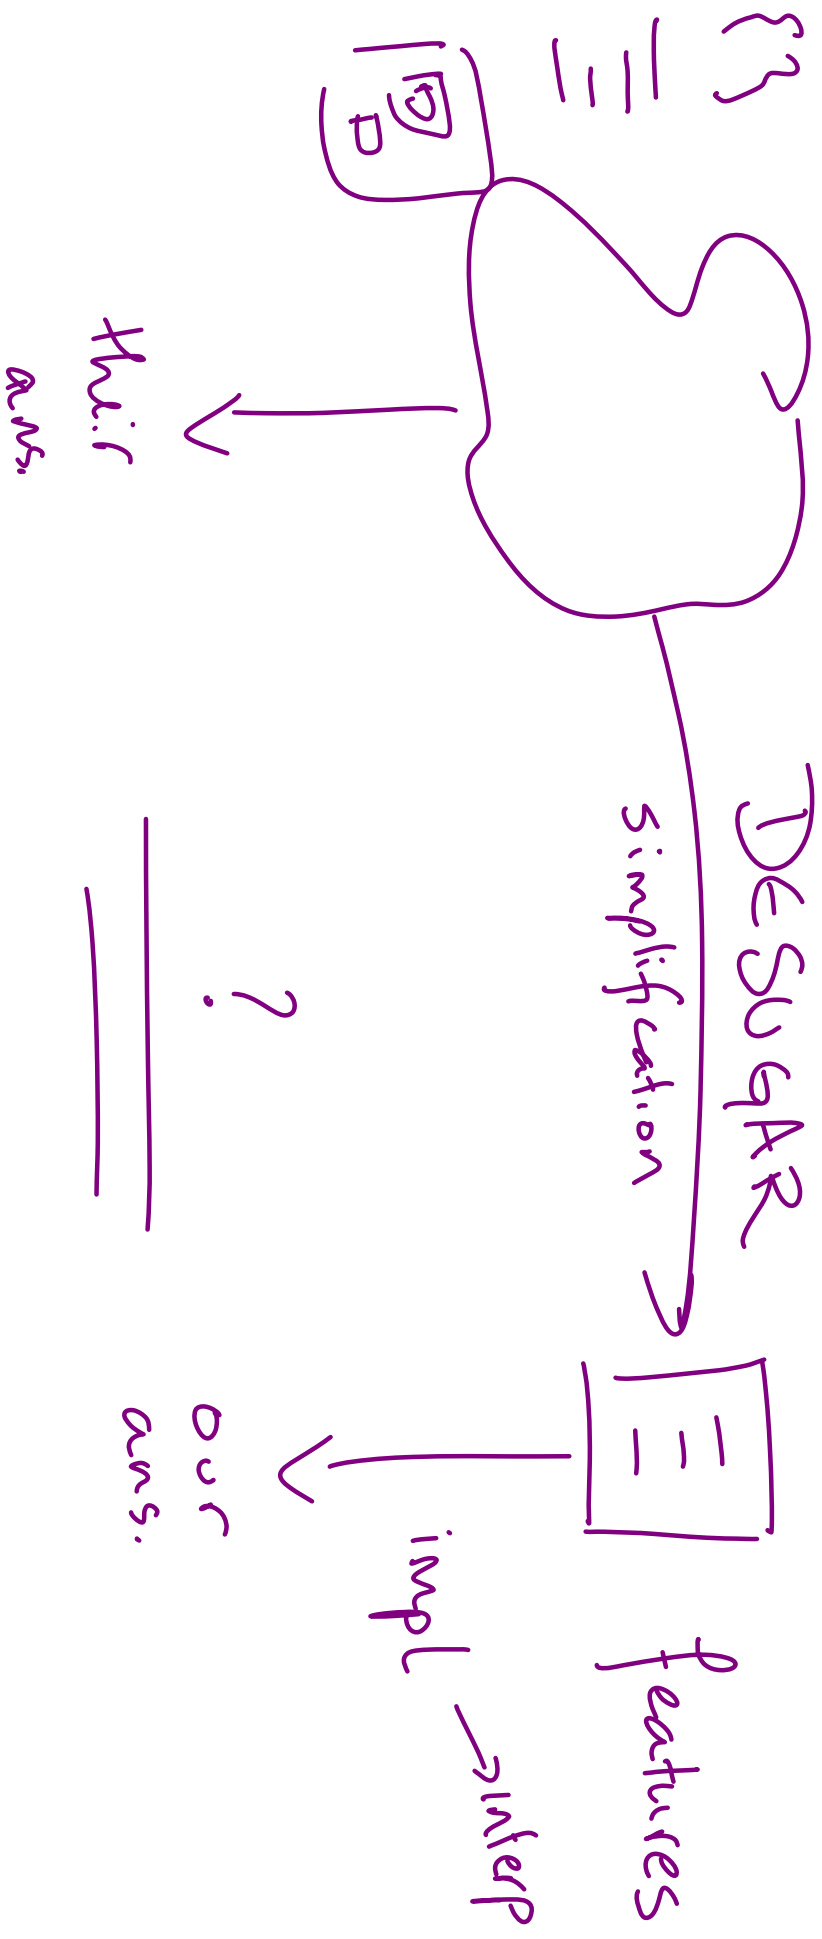 {}
DESUGAR
simplification
features
impl → interp
their
ans.
?
=
our
ans.